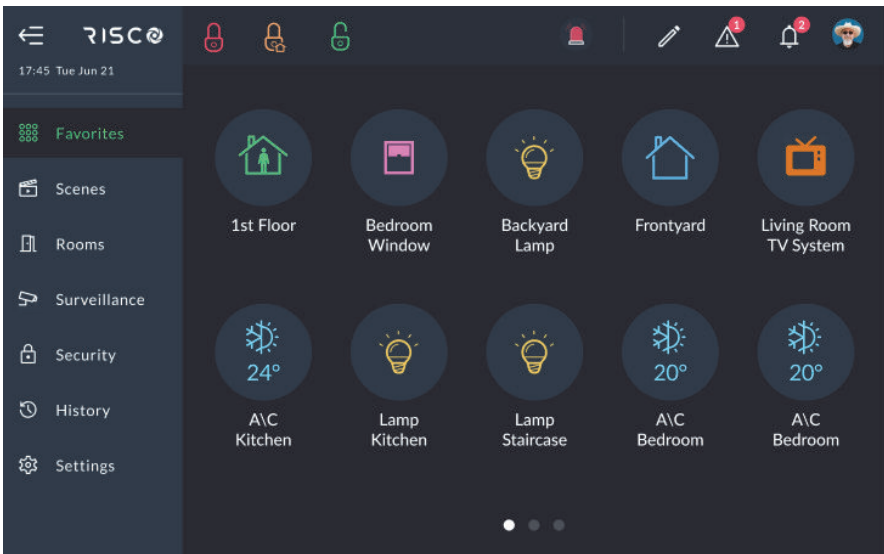 RISCO
1
2
17:45 Tue Jun 21
Favorites
Scenes
Rooms
Surveillance
Security
History
Settings
1st Floor
Bedroom
Window
Backyard
Lamp
Frontyard
Living Room
TV System
24°
A\C
Kitchen
Lamp
Kitchen
Lamp
Staircase
20°
A\C
Bedroom
20°
A\C
Bedroom